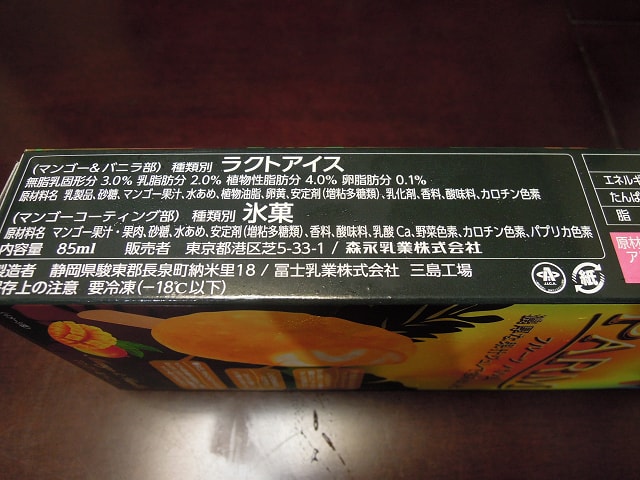 (マンゴー&バニラ部) 種類別 ラクトアイス
無脂乳固形分 3.0% 乳脂肪分 2.0% 植物性脂肪分 4.0% 卵脂肪分 0.1%
原材料名 乳製品、砂糖、マンゴー果汁、水あめ、植物油脂、卵黄、安定剤(増粘多糖類)、乳化剤、香料、酸味料、カロチン色素
(マンゴーコーティング部) 種類別 氷菓
原材料名 マンゴー果汁・果肉、砂糖、水あめ、安定剤(増粘多糖類)、香料、酸味料、乳酸Ca、野菜色素、カロチン色素、パプリカ色素
内容量 85ml 販売者 東京都港区芝5-33-1/森永乳業株式会社
製造者 静岡県駿東郡長泉町納米里18/冨士乳業株式会社 三島工場
保存上の注意 要冷凍(-18℃以下)
紙
エネルギ
たんぱ
脂
原材
ア
PARM